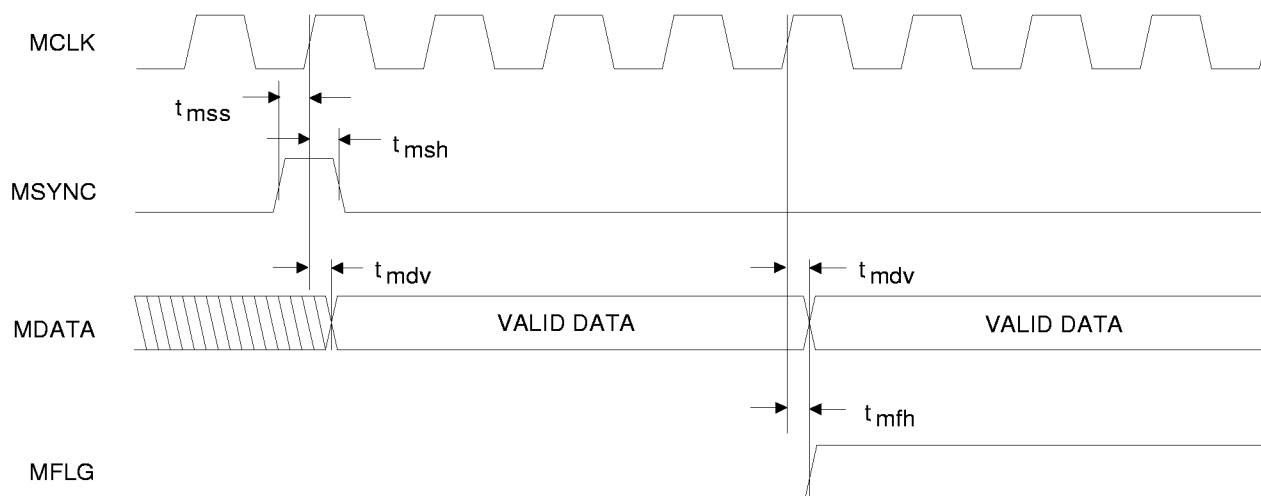 MCLK
t mss
t msh
MSYNC
t mdv
t mdv
MDATA
VALID DATA
VALID DATA
t mfh
MFLG